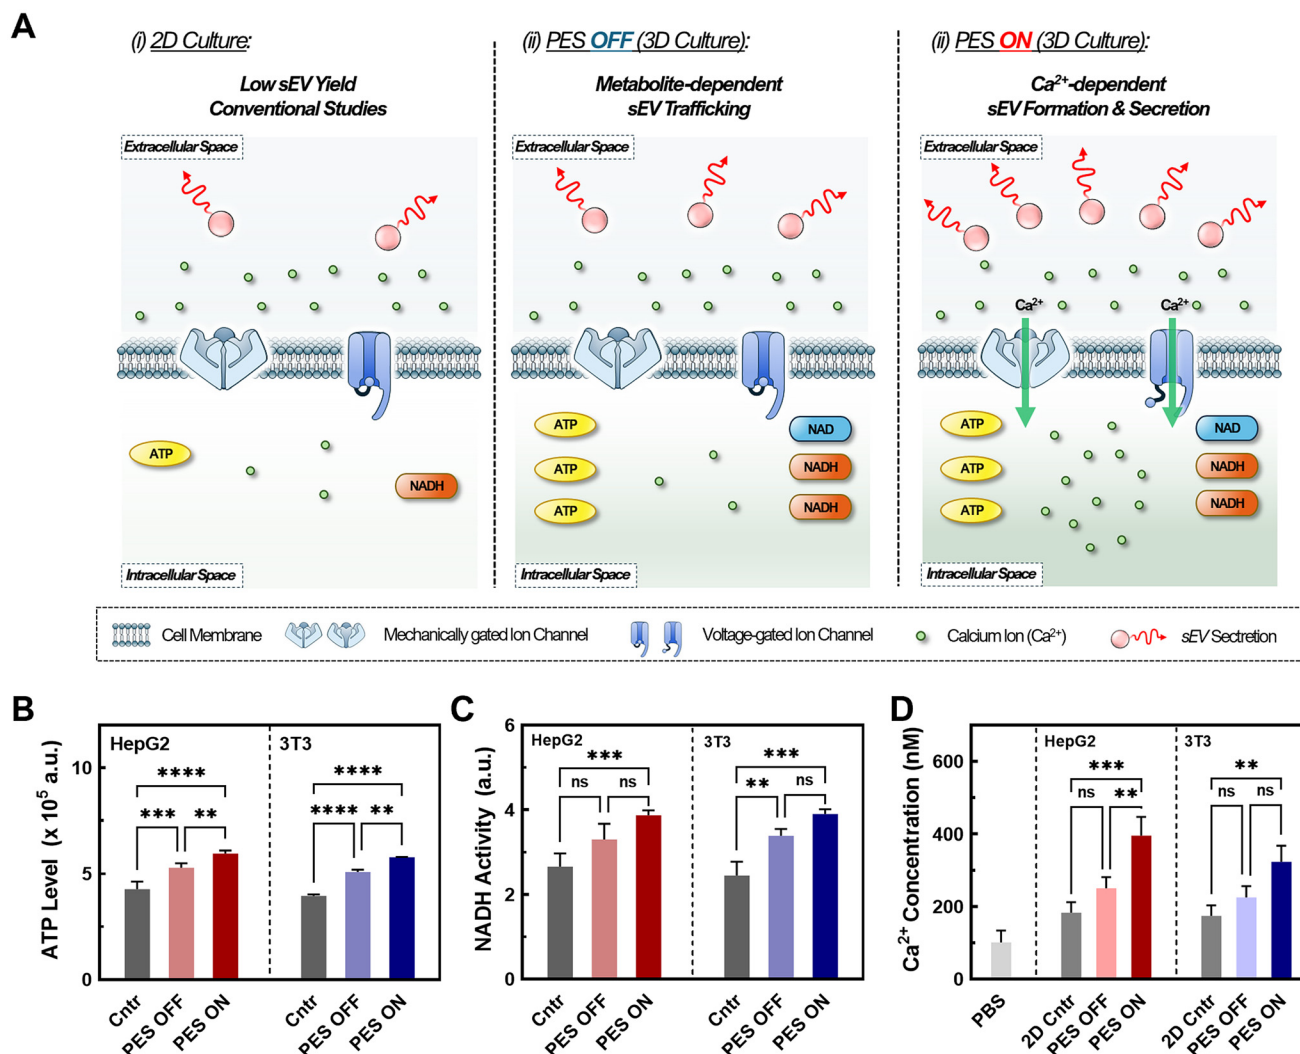 A
(i) 2D Culture:
Low sEV Yield
Conventional Studies
Extracellular Space
ATP
NADH
Intracellular Space
(ii) PES OFF (3D Culture):
Metabolite-dependent
sEV Trafficking
Extracellular Space
ATP
ATP
ATP
NAD
NADH
NADH
Intracellular Space
(ii) PES ON (3D Culture):
Ca²⁺-dependent
sEV Formation & Secretion
Extracellular Space
Ca²⁺
Ca²⁺
ATP
ATP
ATP
NAD
NADH
NADH
Intracellular Space
Cell Membrane
Mechanically gated Ion Channel
Voltage-gated Ion Channel
Calcium Ion (Ca²⁺)
sEV Sectretion
B
ATP Level (x 10⁵ a.u.)
10
5
0
HepG2
****
***
**
3T3
****
****
**
Cntr
PES OFF
PES ON
Cntr
PES OFF
PES ON
C
NADH Activity (a.u.)
6
4
2
0
HepG2
***
ns
ns
3T3
***
**
ns
Cntr
PES OFF
PES ON
Cntr
PES OFF
PES ON
D
Ca²⁺ Concentration (nM)
600
400
200
0
HepG2
***
ns
**
3T3
**
ns
ns
PBS
2D Cntr
PES OFF
PES ON
2D Cntr
PES OFF
PES ON